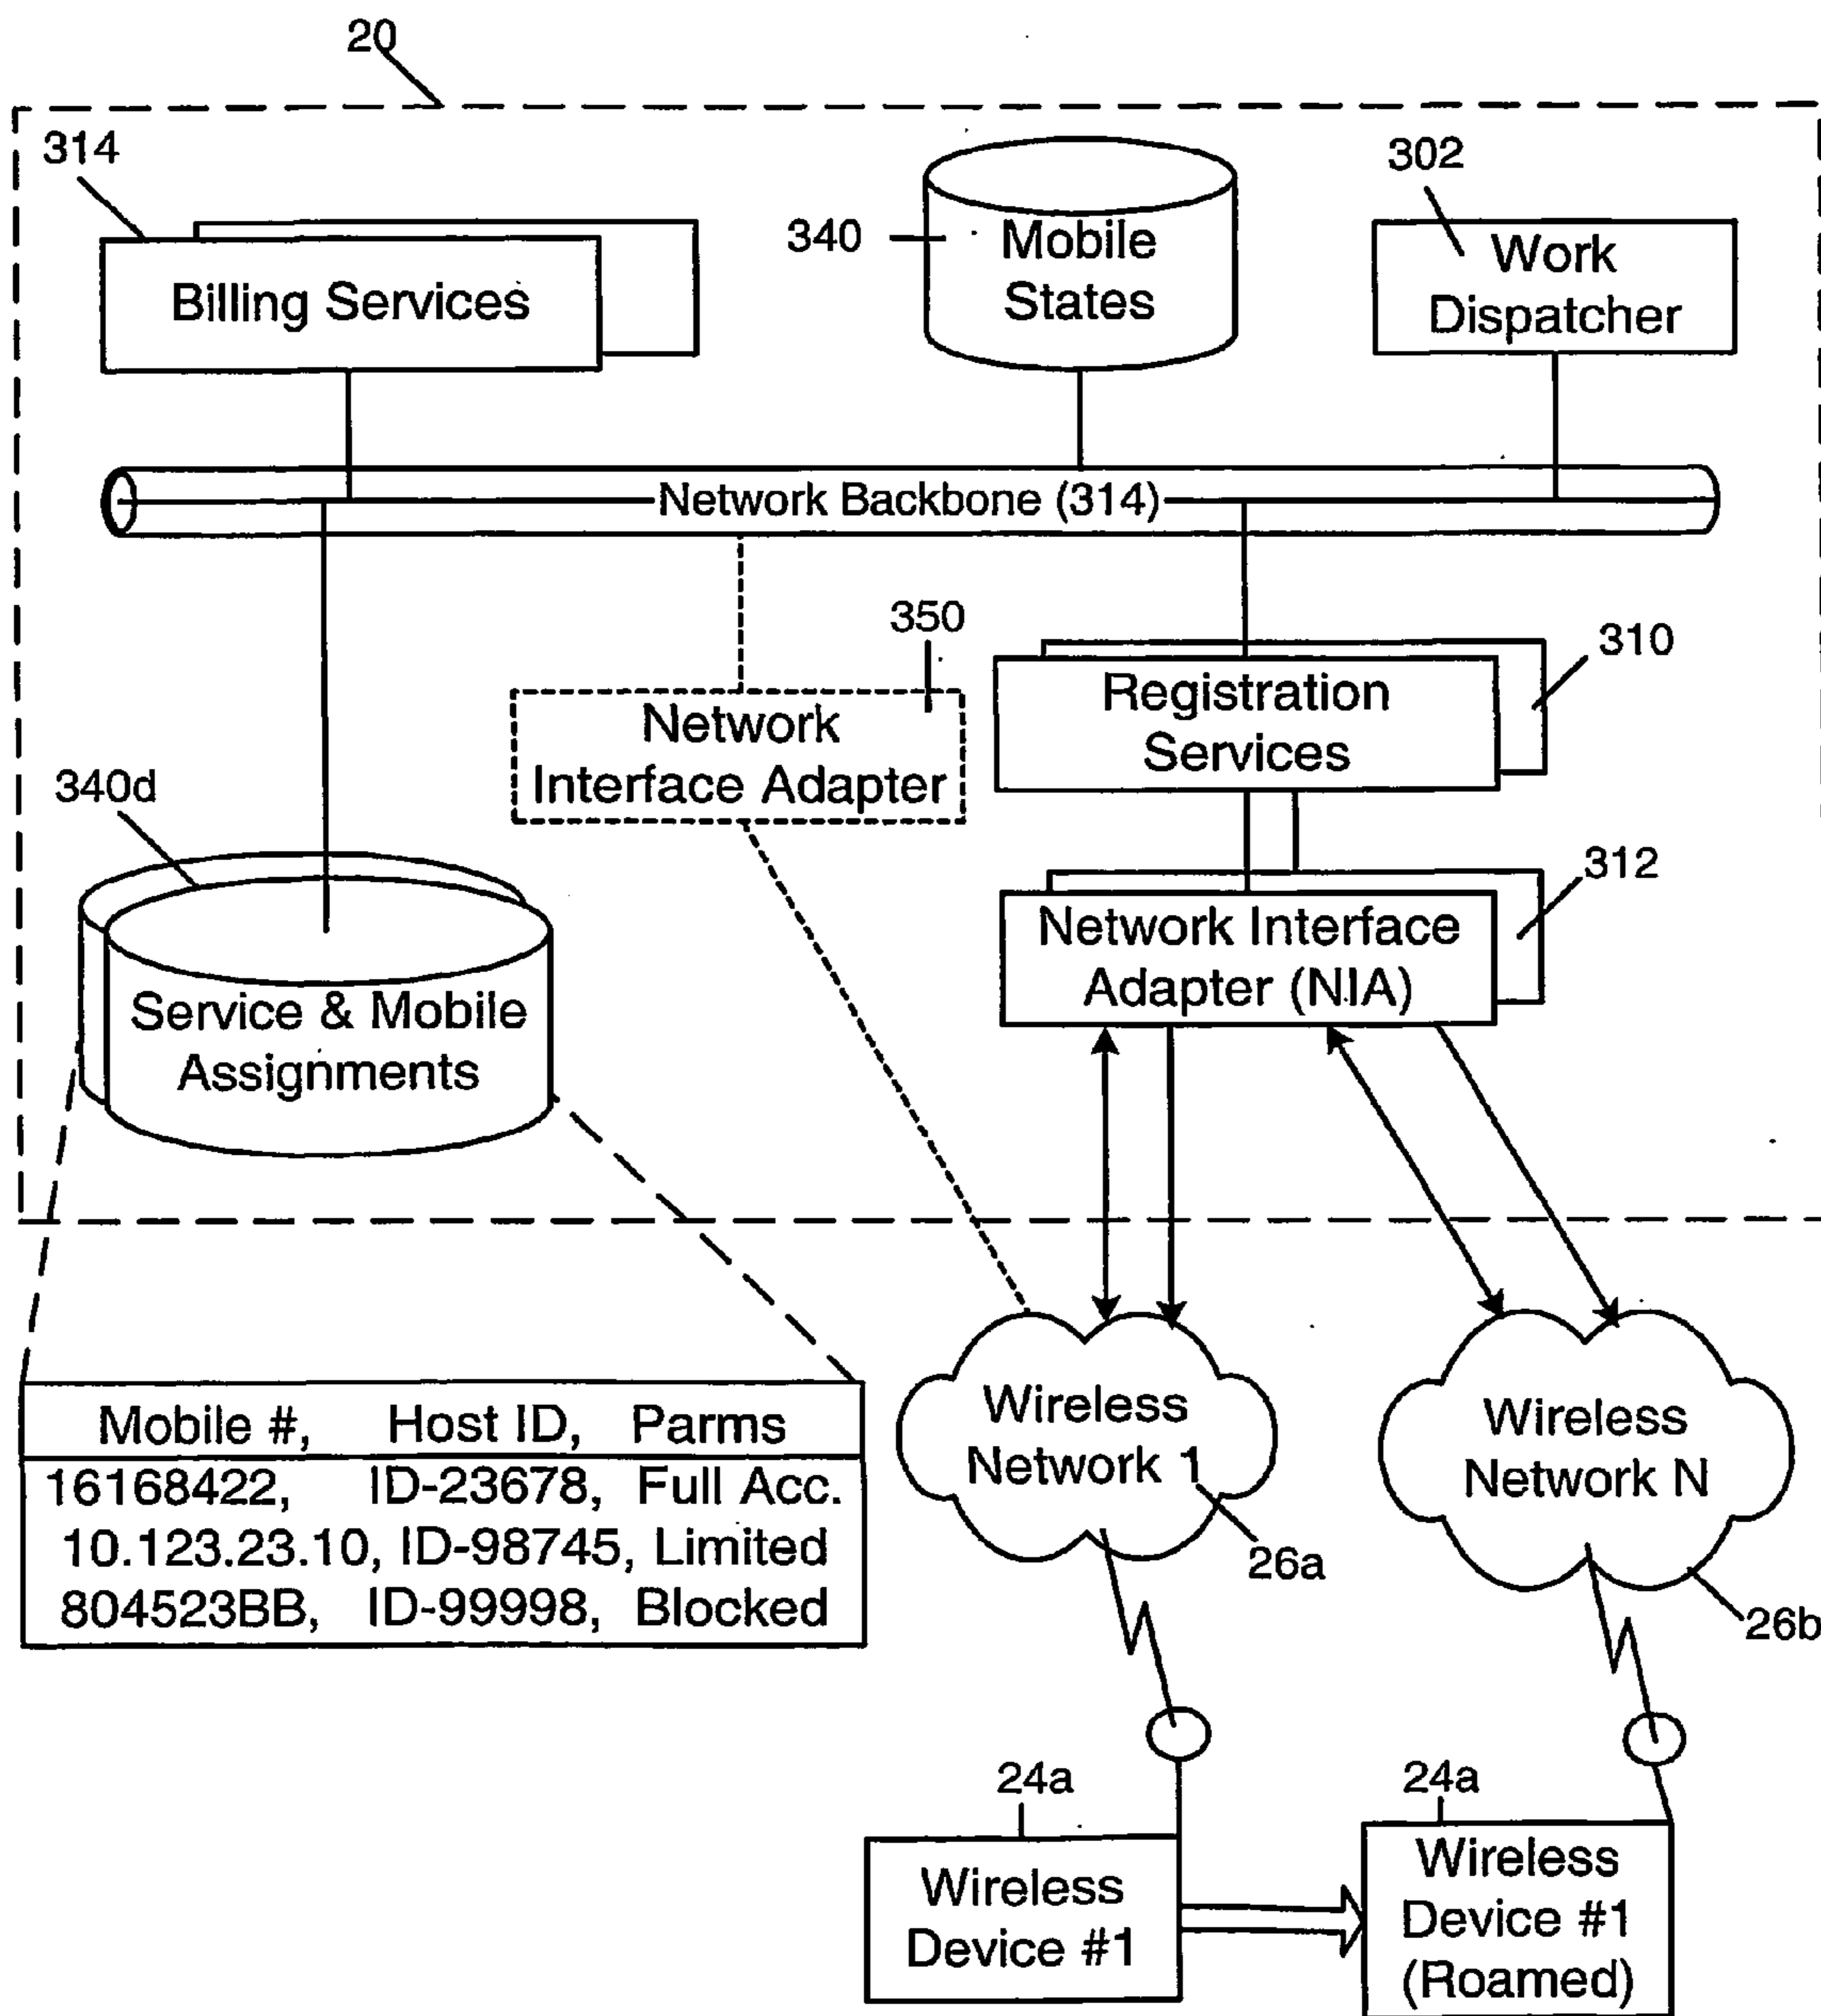 20
314
340
302
Billing Services
Mobile
States
Work
Dispatcher
Network Backbone (314)
350
310
Network
Interface Adapter
Registration
Services
340d
312
Network Interface
Adapter (NIA)
Service & Mobile
Assignments
Mobile #, Host ID, Parms
16168422, ID-23678, Full Acc.
10.123.23.10, ID-98745, Limited
804523BB, ID-99998, Blocked
Wireless
Network 1
26a
Wireless
Network N
26b
24a
24a
Wireless
Device #1
Wireless
Device #1
(Roamed)